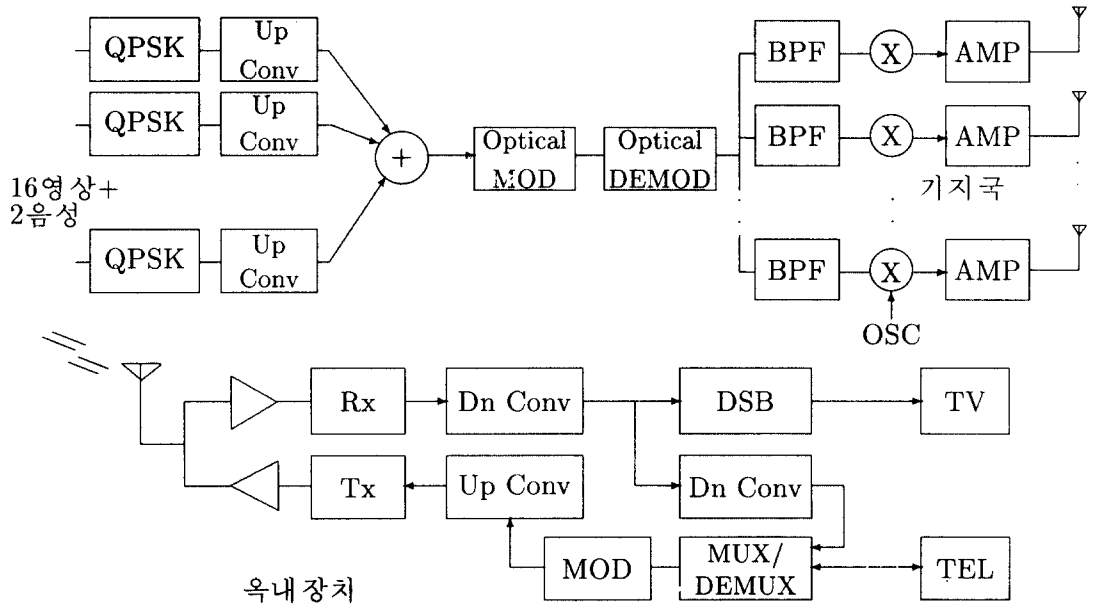 QPSK
Up
Conv
BPF
X
AMP
QPSK
Up
Conv
BPF
X
AMP
+
Optical
MOD
Optical
DEMOD
16영상+
2음성
기지국
QPSK
Up
Conv
BPF
X
AMP
OSC
Rx
Dn Conv
DSB
TV
Tx
Up Conv
Dn Conv
MOD
MUX/
DEMUX
TEL
옥내장치